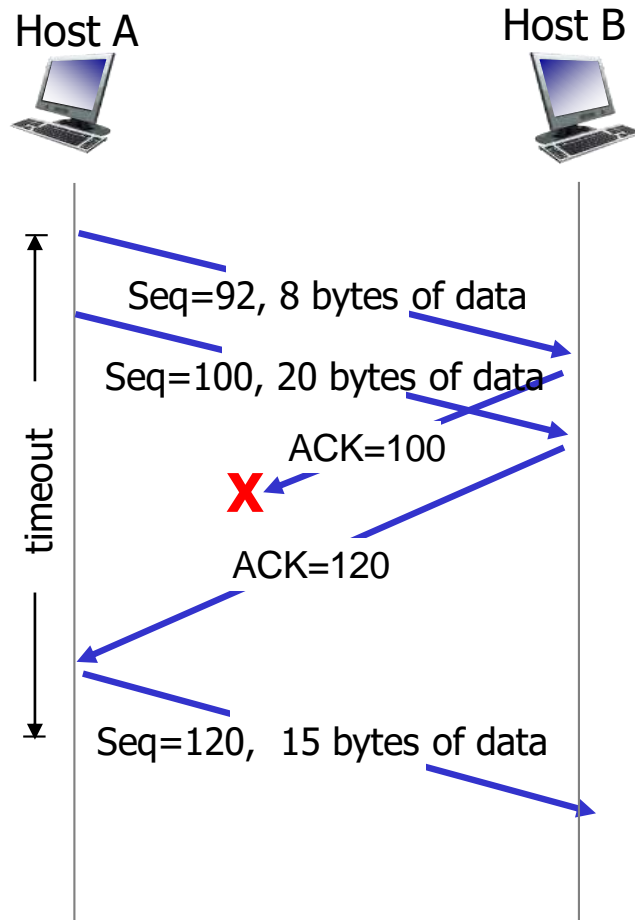 Host A
Host B
Seq=92, 8 bytes of data
Seq=100, 20 bytes of data
ACK=100
X
timeout
ACK=120
Seq=120, 15 bytes of data